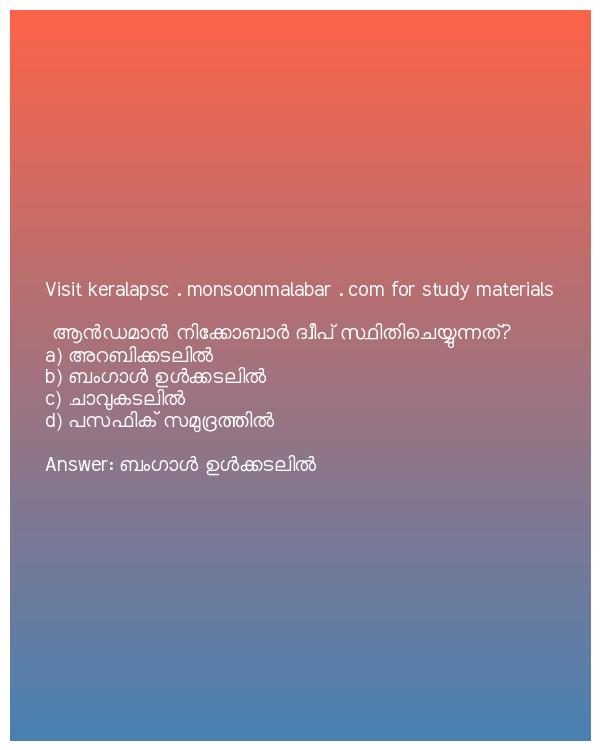 Visit keralapsc . monsoonmalabar . com for study materials
ആൻഡമാൻ നിക്കോബാർ ദ്വീപ് സ്ഥിതിചെയ്യുന്നത്?
a) അറബിക്കടലിൽ
b) ബംഗാൾ ഉൾക്കടലിൽ
c) ചാവുകടലിൽ
d) പസഫിക് സമുദ്രത്തിൽ
Answer: ബംഗാൾ ഉൾക്കടലിൽ